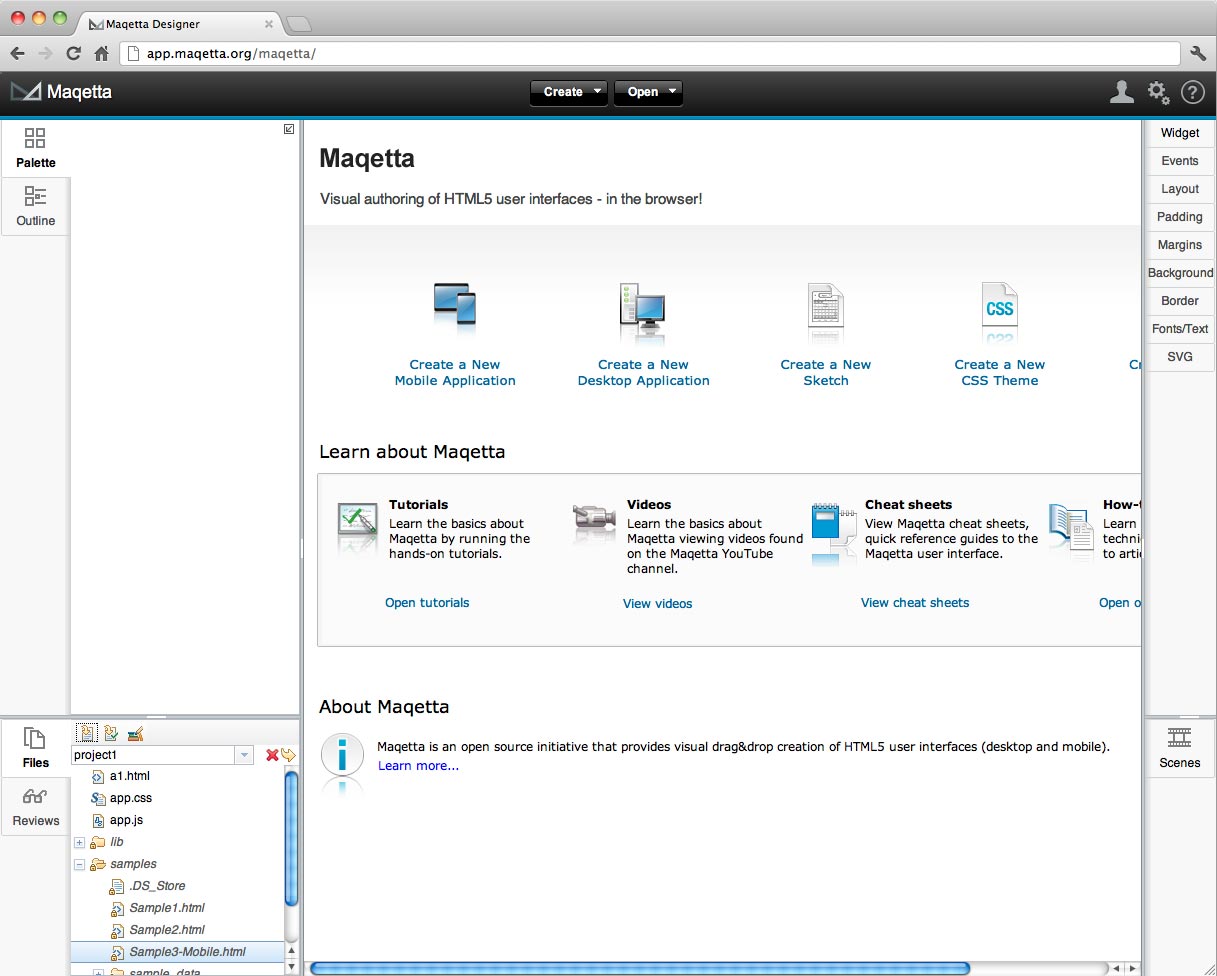 Maqetta Designer
app.maqetta.org/maqetta/
Maqetta
Create
Open
?
Palette
Outline
Maqetta
Visual authoring of HTML5 user interfaces - in the browser!
Create a New
Mobile Application
Create a New
Desktop Application
Create a New
Sketch
CSS
Create a New
CSS Theme
Cr
Learn about Maqetta
Tutorials
Learn the basics about
Maqetta by running the
hands-on tutorials.
Open tutorials
Videos
Learn the basics about
Maqetta viewing videos found
on the Maqetta YouTube
channel.
View videos
Cheat sheets
View Maqetta cheat sheets,
quick reference guides to the
Maqetta user interface.
View cheat sheets
How-t
Learn
techni
to artic
Open o
About Maqetta
Maqetta is an open source initiative that provides visual drag&drop creation of HTML5 user interfaces (desktop and mobile).
Learn more...
Widget
Events
Layout
Padding
Margins
Background
Border
Fonts/Text
SVG
Scenes
Files
Reviews
project1
a1.html
app.css
app.js
lib
samples
.DS_Store
Sample1.html
Sample2.html
Sample3-Mobile.html
sample_data